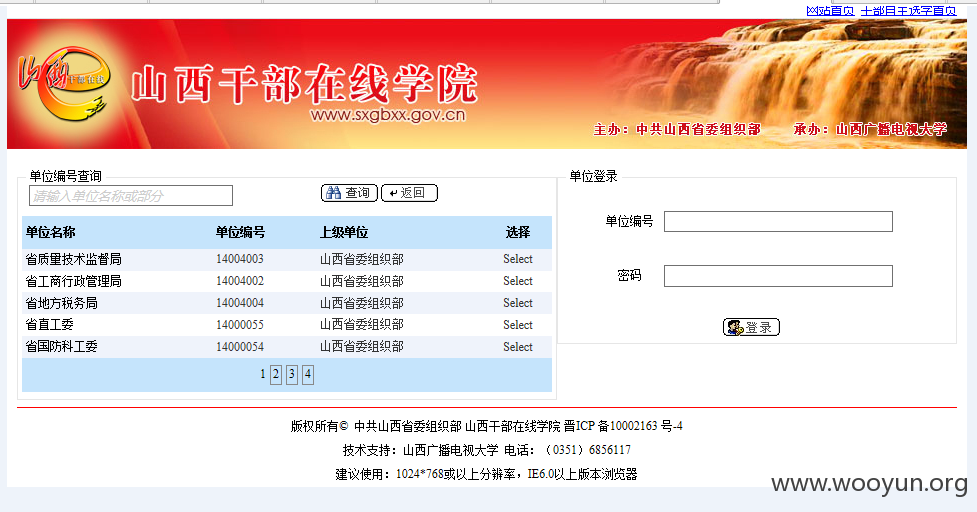 网站首页 干部自主选学首页
山西干部在线
山西干部在线学院
www.sxgbxx.gov.cn
主办：中共山西省委组织部 承办：山西广播电视大学
单位编号查询
请输入单位名称或部分 查询 返回
单位名称 单位编号 上级单位 选择
省质量技术监督局 14004003 山西省委组织部 Select
省工商行政管理局 14004002 山西省委组织部 Select
省地方税务局 14004004 山西省委组织部 Select
省直工委 14000055 山西省委组织部 Select
省国防科工委 14000054 山西省委组织部 Select
1 2 3 4
单位登录
单位编号
密码
登录
版权所有© 中共山西省委组织部 山西干部在线学院 晋ICP 备10002163 号-4
技术支持：山西广播电视大学 电话：（0351）6856117
建议使用：1024*768或以上分辨率，IE6.0以上版本浏览器
www.wooyun.org